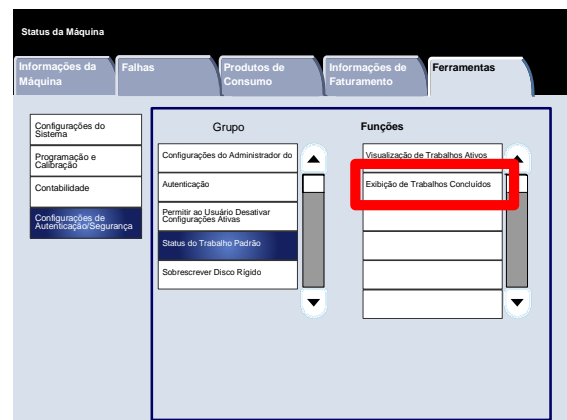 Status da Máquina
Informações da
Máquina
Falhas
Produtos de
Consumo
Informações de
Faturamento
Ferramentas
Configurações do
Sistema
Programação e
Calibração
Contabilidade
Configurações de
Autenticação/Segurança
Grupo
Configurações do Administrador do
Autenticação
Permitir ao Usuário Desativar
Configurações Ativas
Status do Trabalho Padrão
Sobrescrever Disco Rígido
Funções
Visualização de Trabalhos Ativos
Exibição de Trabalhos Concluídos